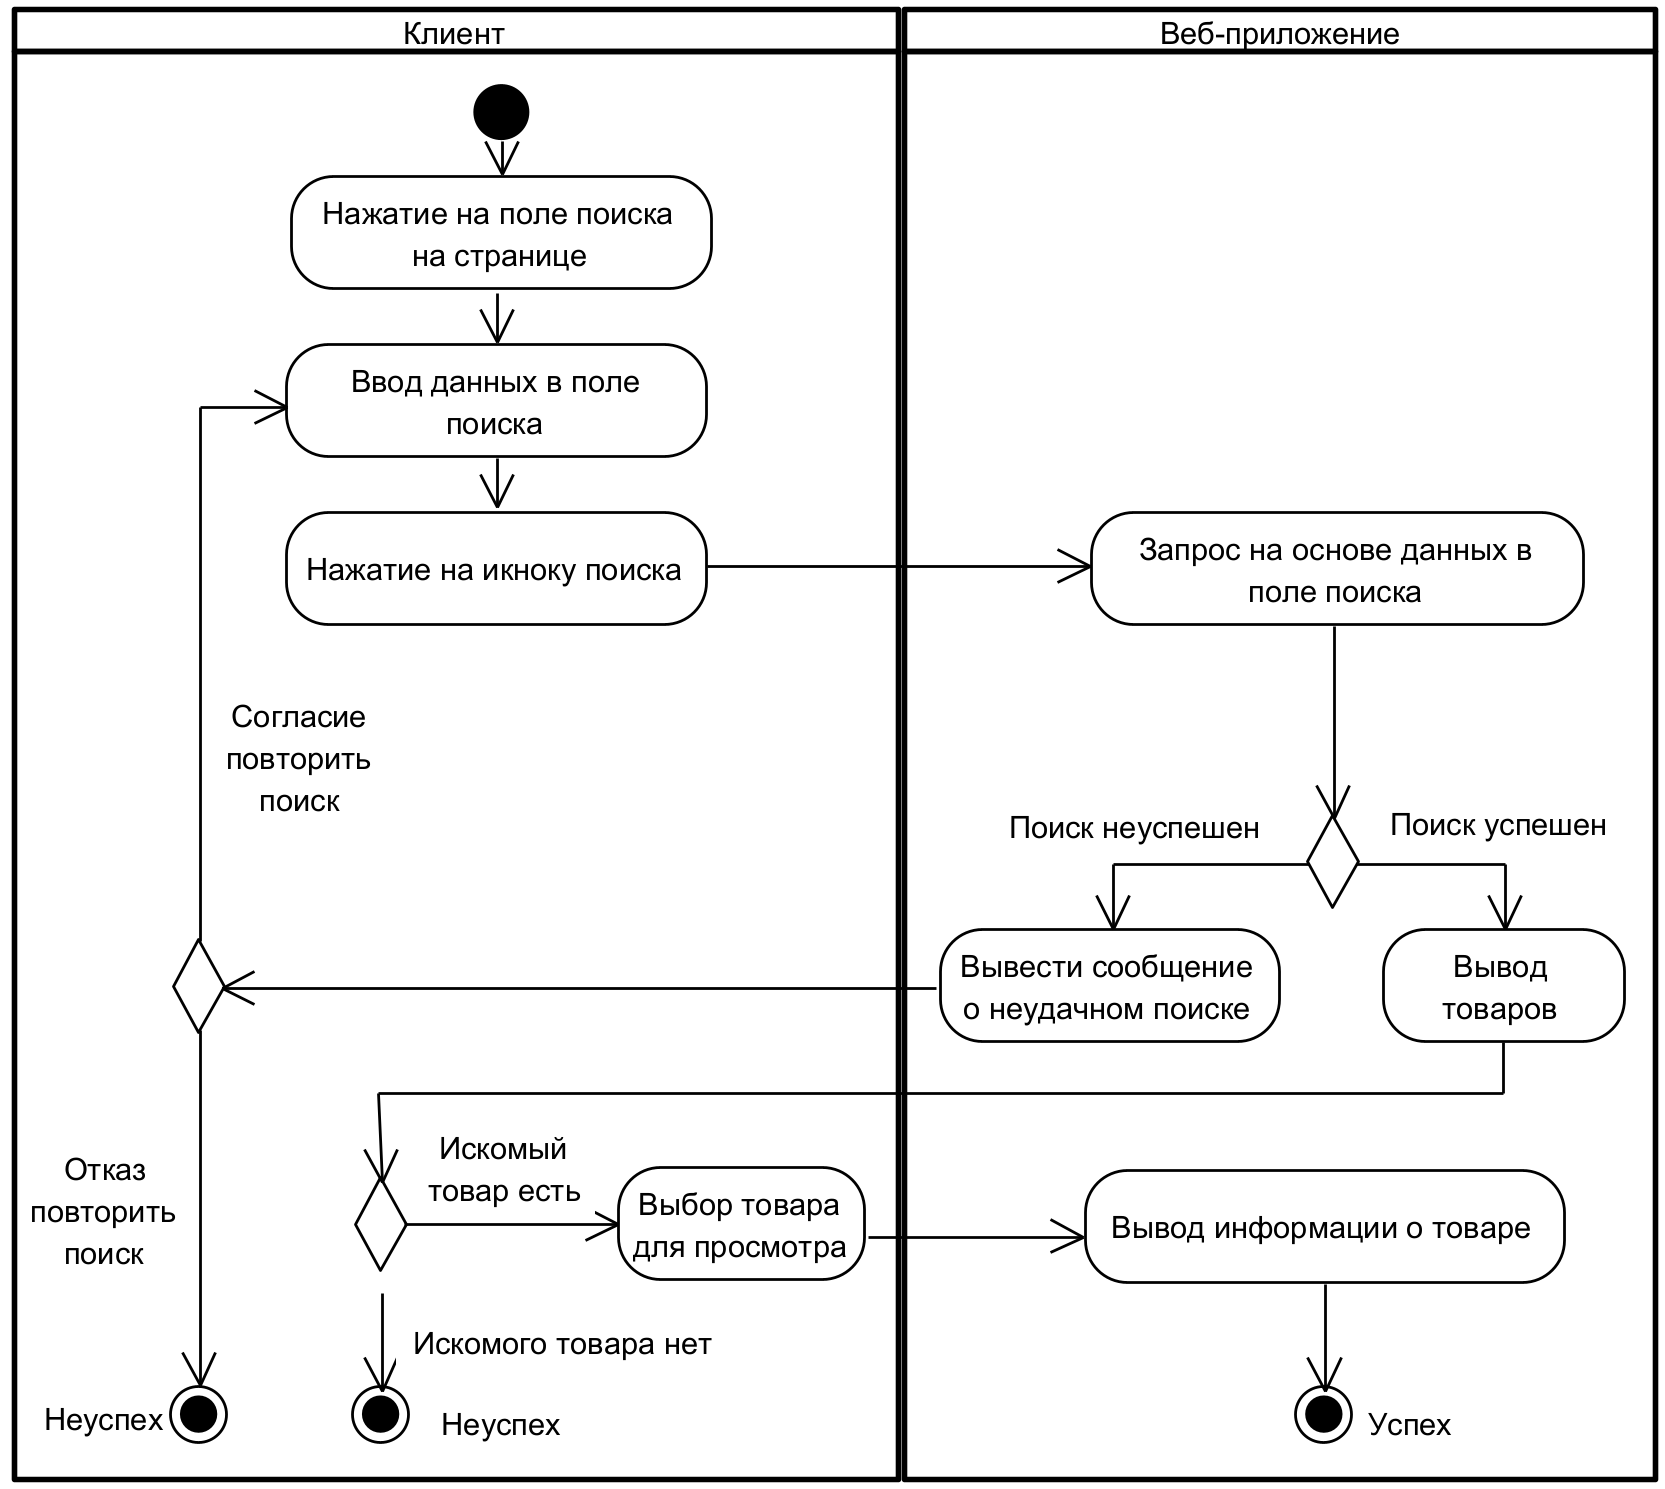 Клиент
Веб-приложение
Нажатие на поле поиска
на странице
Ввод данных в поле
поиска
Нажатие на икноку поиска
Запрос на основе данных в
поле поиска
Согласие
повторить
поиск
Поиск неуспешен
Поиск успешен
Вывести сообщение
о неудачном поиске
Вывод
товаров
Отказ
повторить
поиск
Искомый
товар есть
Выбор товара
для просмотра
Вывод информации о товаре
Искомого товара нет
Неуспех
Неуспех
Успех